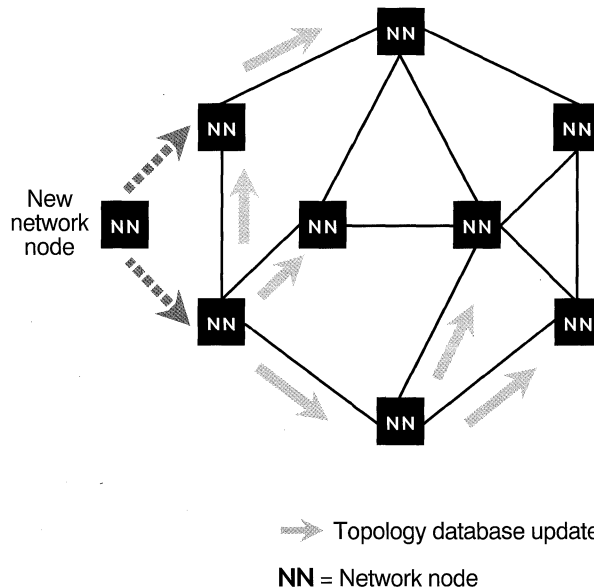 NN
NN
NN
New
network
node
NN
NN
NN
NN
NN
NN
Topology database update
NN = Network node